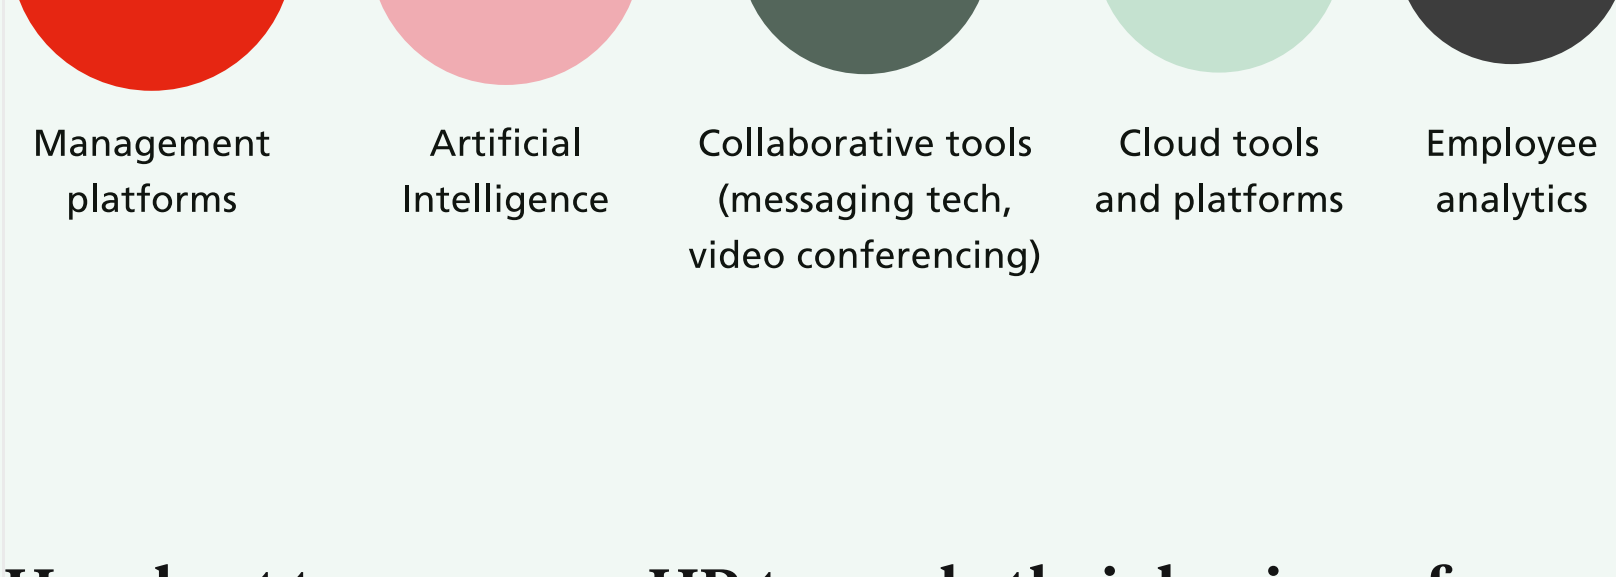 Management
platforms
Artificial
Intelligence
Collaborative tools
(messaging tech,
video conferencing)
Cloud tools
and platforms
Employee
analytics